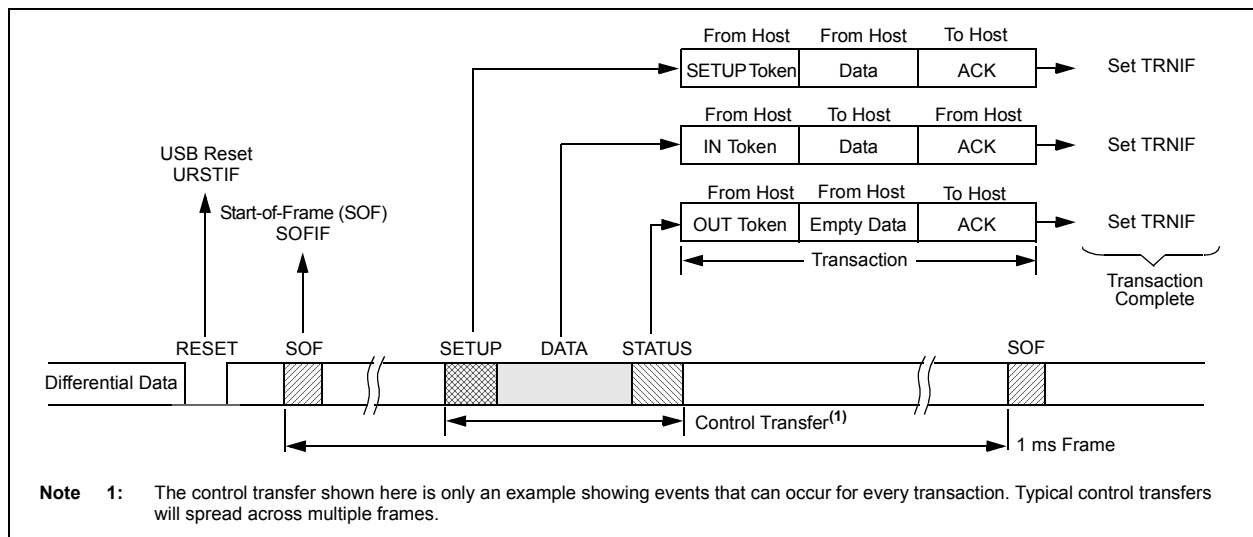 From Host From Host To Host
SETUP Token Data ACK Set TRNIF
From Host To Host From Host
IN Token Data ACK Set TRNIF
USB Reset
URSTIF
From Host From Host To Host
Start-of-Frame (SOF)
SOFIF
OUT Token Empty Data ACK Set TRNIF
Transaction
Transaction
Complete
RESET SOF SETUP DATA STATUS SOF
Differential Data
Control Transfer(1)
1 ms Frame
Note 1: The control transfer shown here is only an example showing events that can occur for every transaction. Typical control transfers
will spread across multiple frames.